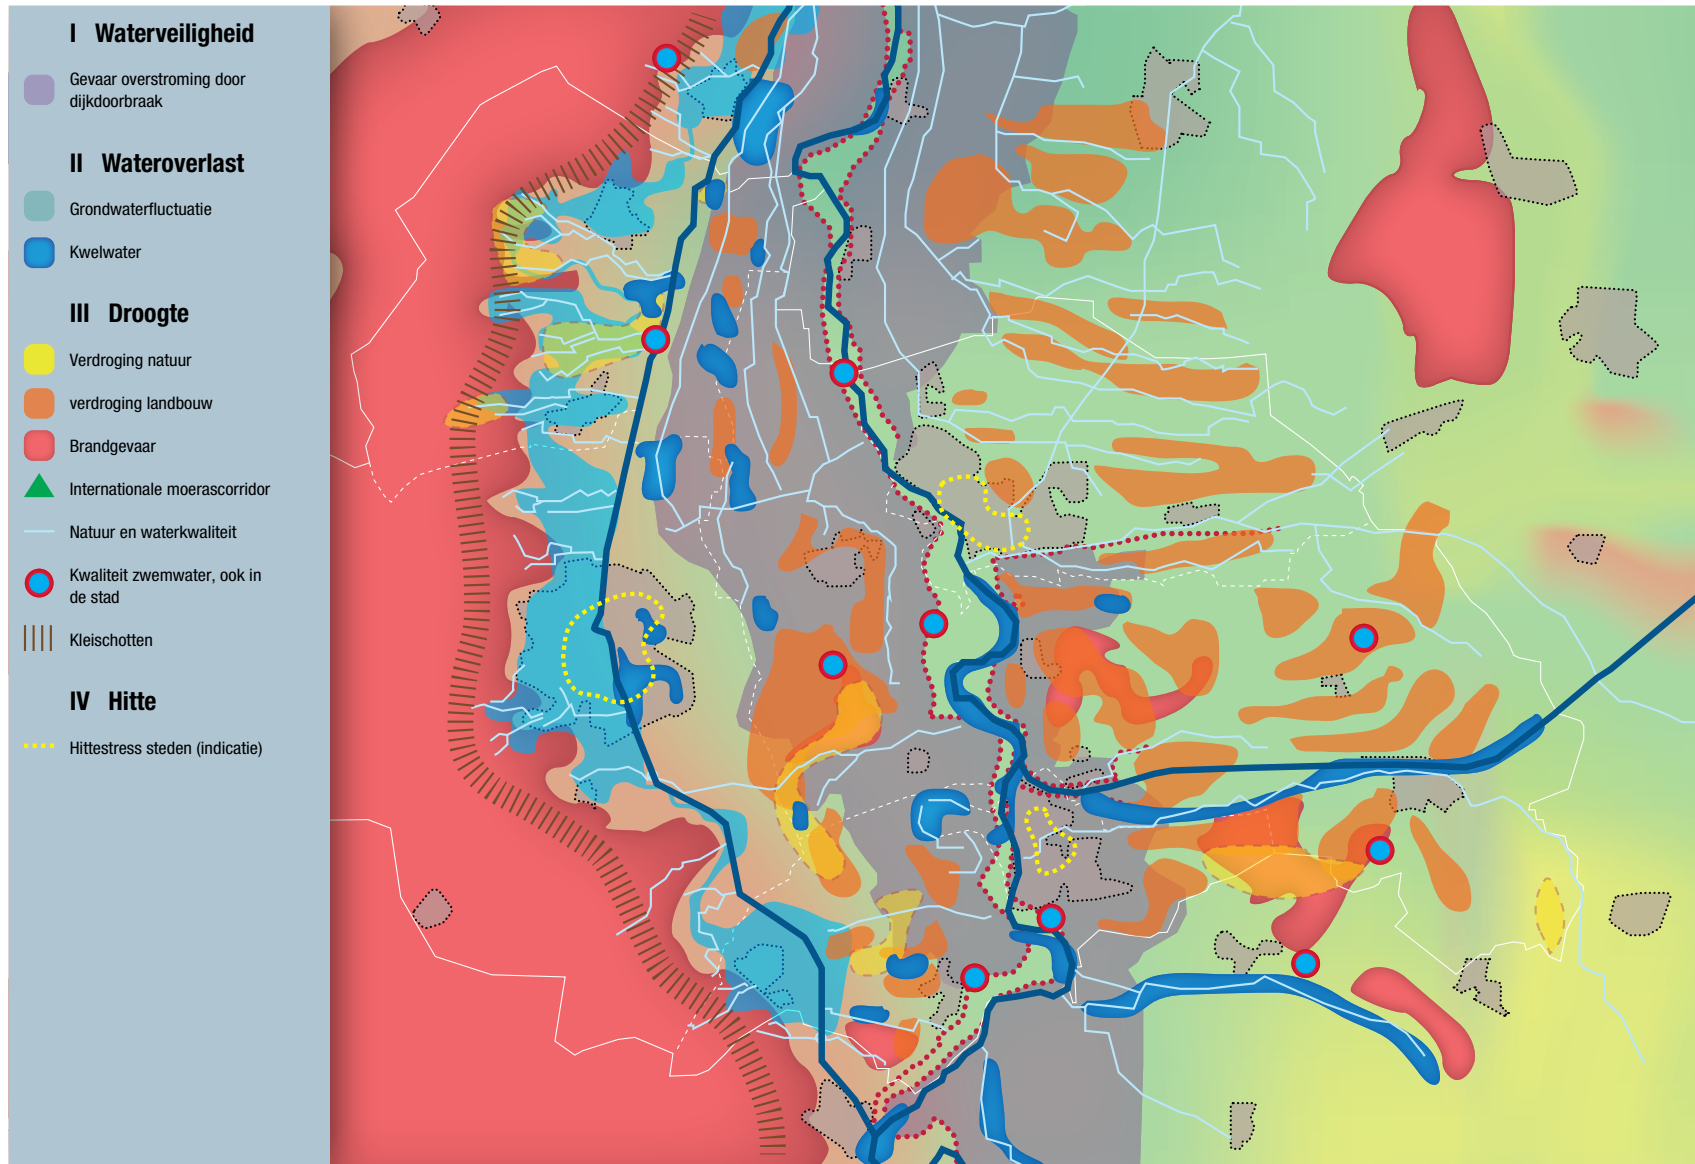 I Waterveiligheid
Gevaar overstroming door
dijkdoorbraak
II Wateroverlast
Grondwaterfluctuatie
Kwelwater
III Droogte
Verdroging natuur
verdroging landbouw
Brandgevaar
Internationale moerascorridor
Natuur en waterkwaliteit
Kwaliteit zwemwater, ook in
de stad
Kleischotten
IV Hitte
Hittestress steden (indicatie)